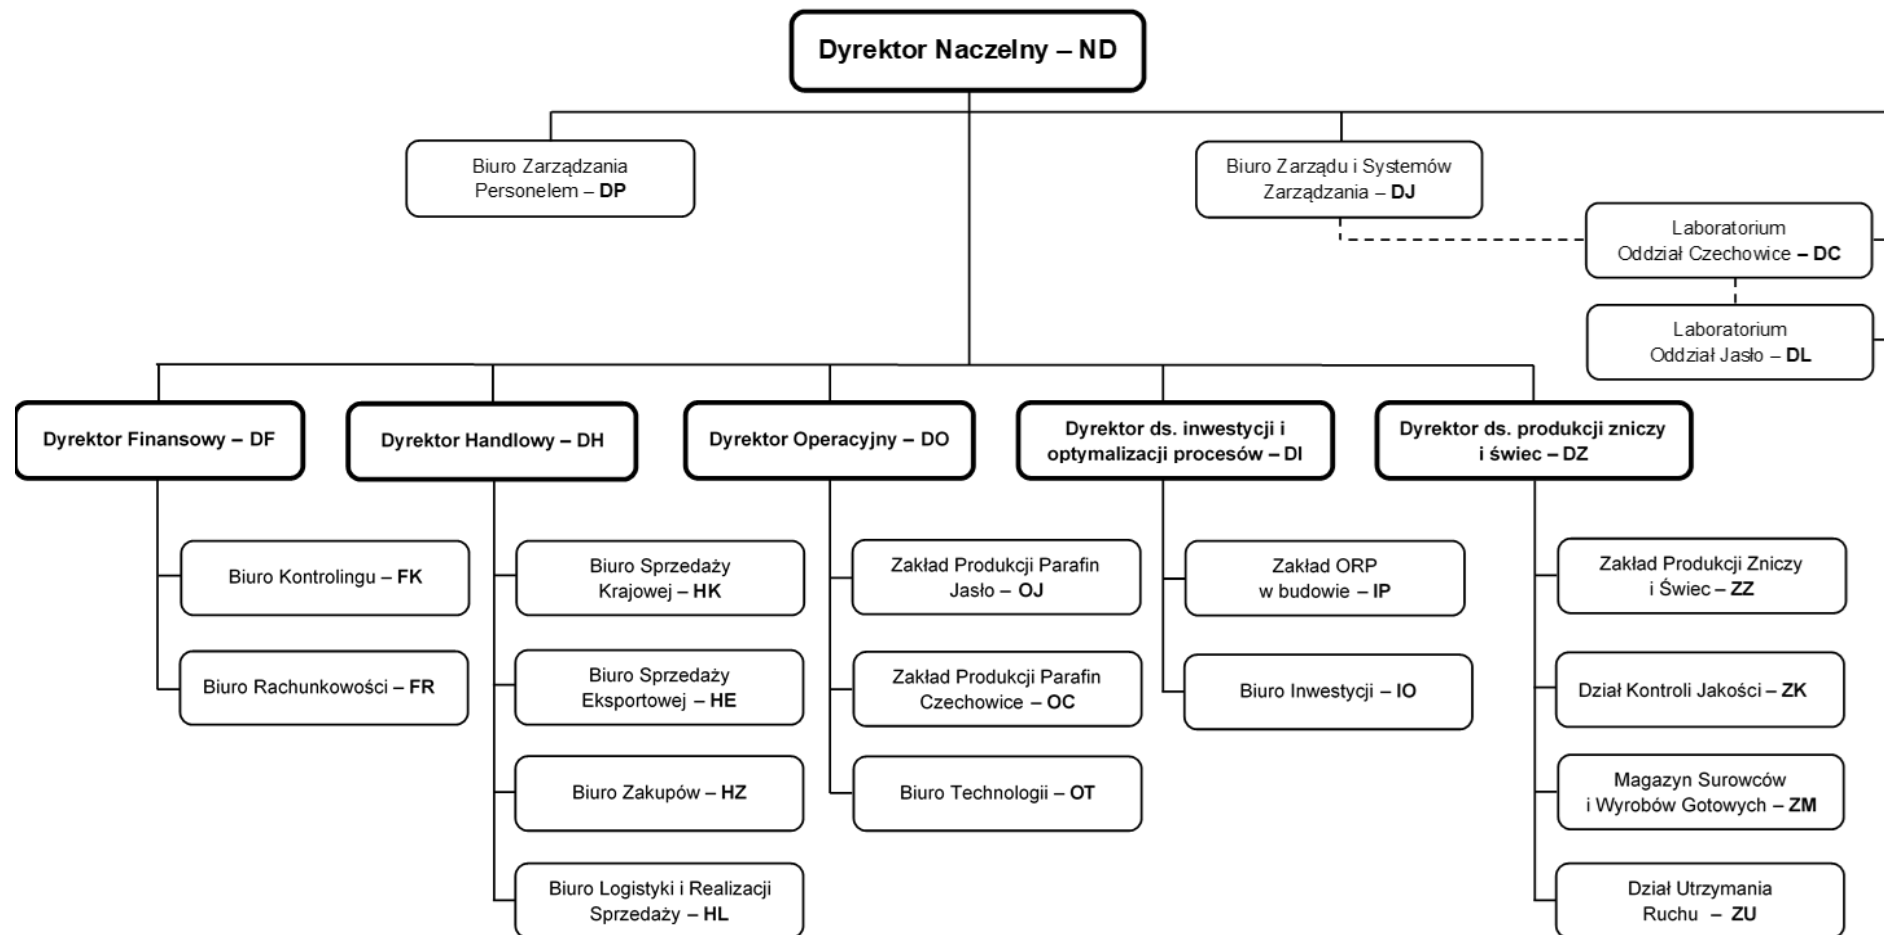 Dyrektor Naczelny – ND
Biuro Zarządzania
Personelem – DP
Biuro Zarządu i Systemów
Zarządzania – DJ
Laboratorium
Oddział Czechowice – DC
Laboratorium
Oddział Jasło – DL
Dyrektor Finansowy – DF
Dyrektor Handlowy – DH
Dyrektor Operacyjny – DO
Dyrektor ds. inwestycji i
optymalizacji procesów – DI
Dyrektor ds. produkcji zniczy
i świec – DZ
Biuro Kontrolingu – FK
Biuro Rachunkowości – FR
Biuro Sprzedaży
Krajowej – HK
Biuro Sprzedaży
Eksportowej – HE
Biuro Zakupów – HZ
Biuro Logistyki i Realizacji
Sprzedaży – HL
Zakład Produkcji Parafin
Jasło – OJ
Zakład Produkcji Parafin
Czechowice – OC
Biuro Technologii – OT
Zakład ORP
w budowie – IP
Biuro Inwestycji – IO
Zakład Produkcji Zniczy
i Świec – ZZ
Dział Kontroli Jakości – ZK
Magazyn Surowców
i Wyrobów Gotowych – ZM
Dział Utrzymania
Ruchu – ZU